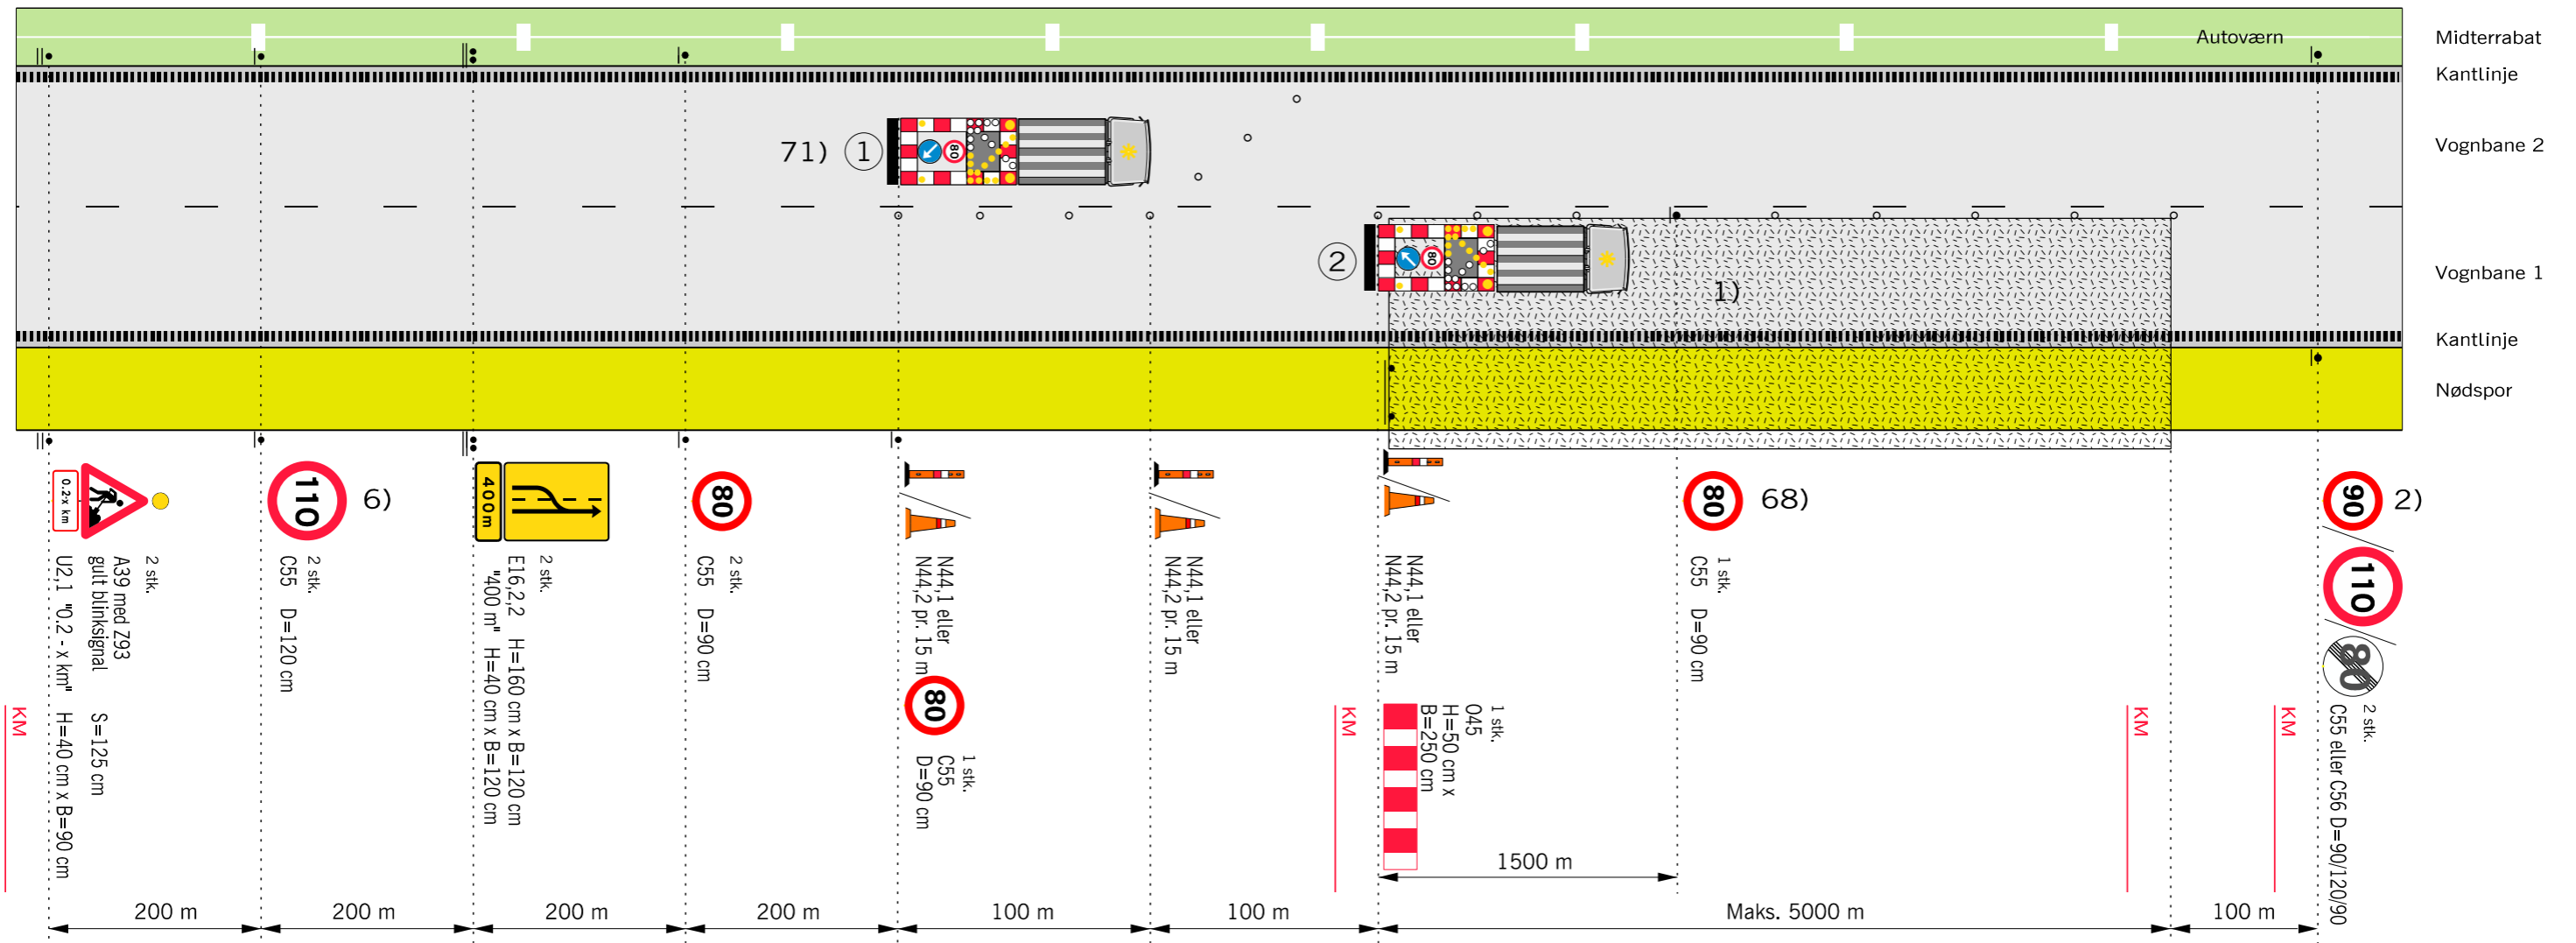 Autoværn
Midterrabat
Kantlinje
Vognbane 2
Vognbane 1
Kantlinje
Nødspor
71)
1
80
2
80
1)
0.2-x km
2 stk.
A39 med Z93
gult blinksignal S=125 cm
U2,1 "0.2 - x km" H=40 cm x B=90 cm
110
6)
2 stk.
C55 D=120 cm
400m
2 stk.
E16,2,2 H=160 cm x B=120 cm
"400 m" H=40 cm x B=120 cm
80
2 stk.
C55 D=90 cm
N44,1 eller
N44,2 pr. 15 m
80
1 stk.
C55
D=90 cm
N44,1 eller
N44,2 pr. 15 m
N44,1 eller
N44,2 pr. 15 m
1 stk.
O45
H=50 cm x
B=250 cm
80
68)
1 stk.
C55 D=90 cm
90
2)
110
80
2 stk.
C55 eller C56 D=90/120/90
KM
KM
KM
KM
1500 m
200 m
200 m
200 m
200 m
100 m
100 m
Maks. 5000 m
100 m